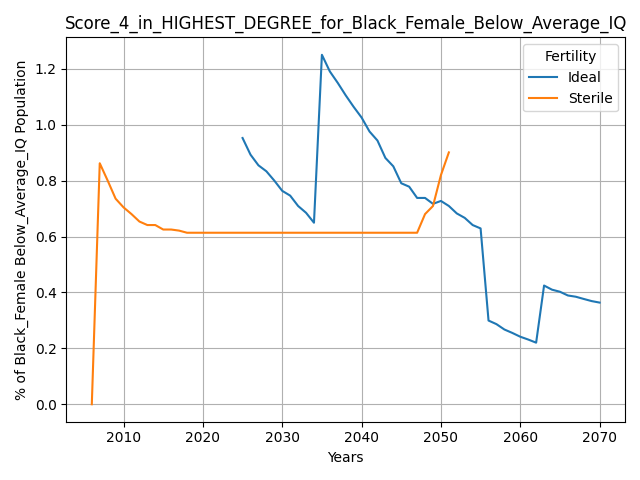 Score_4_in_HIGHEST_DEGREE_for_Black_Female_Below_Average_IQ
% of Black_Female Below_Average_IQ Population
1.2
1.0
0.8
0.6
0.4
0.2
0.0
Fertility
Ideal
Sterile
2010 2020 2030 2040 2050 2060 2070
Years